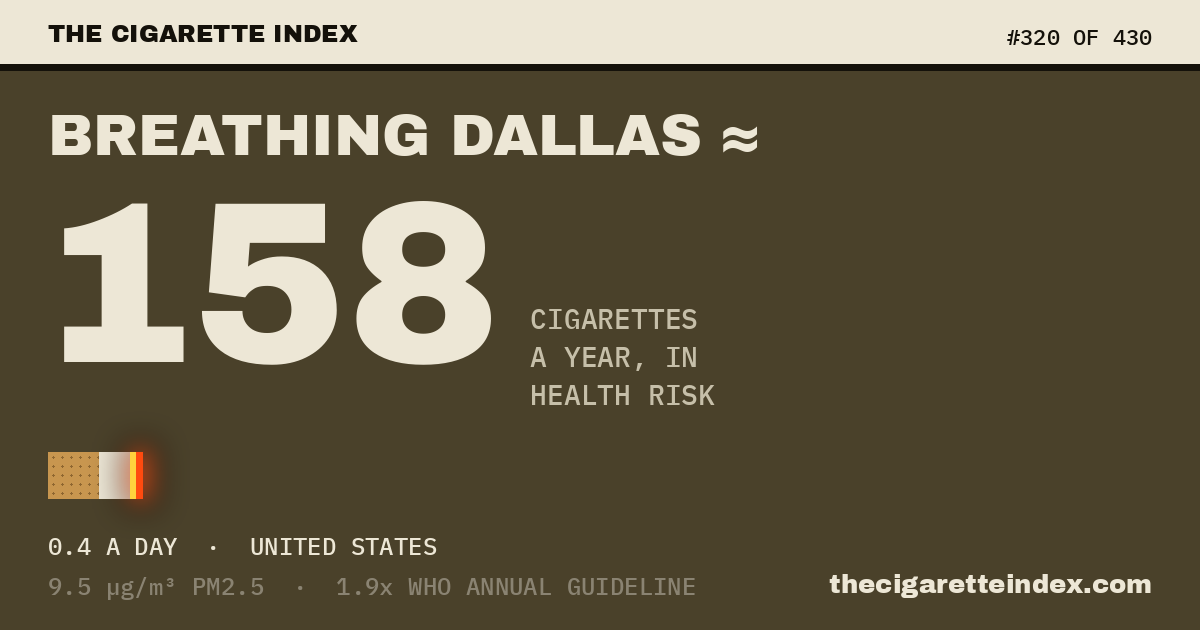 THE CIGARETTE INDEX
#320 OF 430
BREATHING DALLAS ≈
158
CIGARETTES
A YEAR, IN
HEALTH RISK
0.4 A DAY · UNITED STATES
9.5 µg/m³ PM2.5 · 1.9x WHO ANNUAL GUIDELINE
thecigaretteindex.com